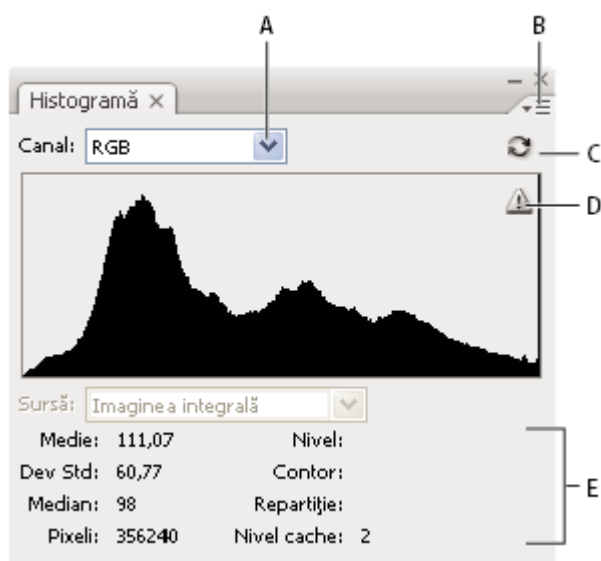 A
B
Histogramă
Canal: RGB
C
D
Sursă: Imaginea integrală
Medie: 111,07 Nivel:
Dev Std: 60,77 Contor:
Median: 98 Repartiţie:
E
Pixeli: 356240 Nivel cache: 2